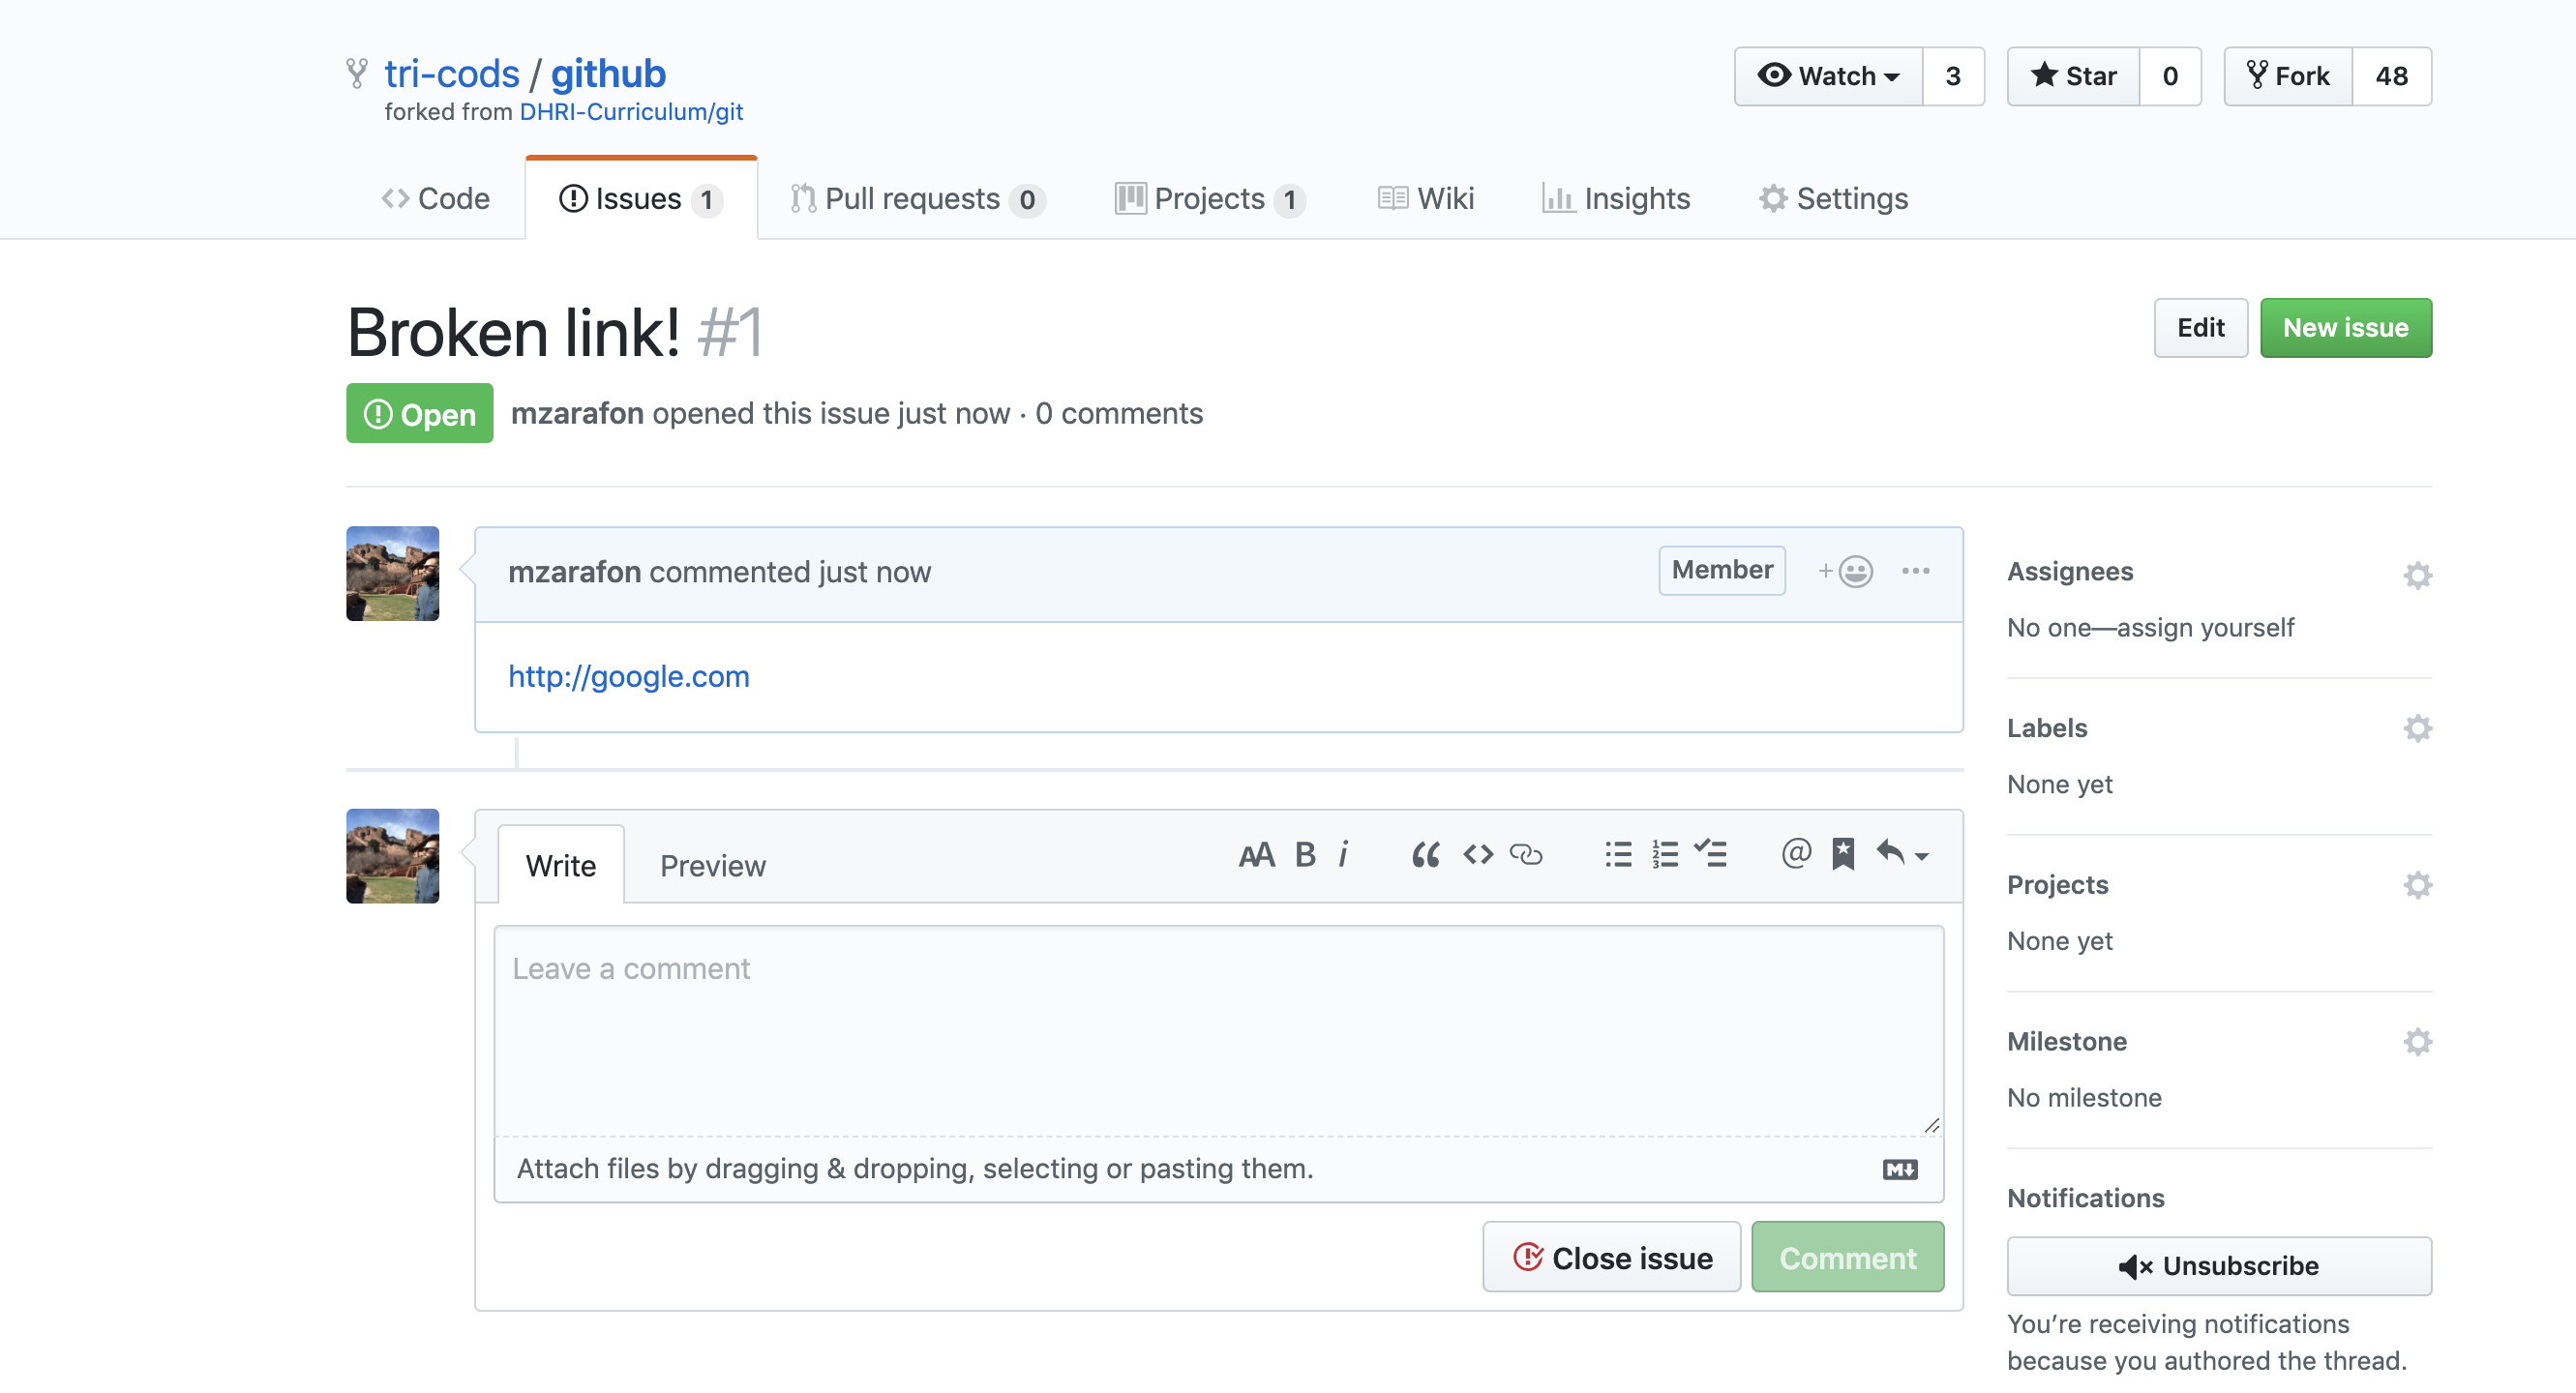 tri-cods / github
Watch 3 Star 0 Fork 48
forked from DHRI-Curriculum/git
Code Issues 1 Pull requests 0 Projects 1 Wiki Insights Settings
Broken link! #1
Edit New issue
Open mzarafon opened this issue just now · 0 comments
mzarafon commented just now Member
http://google.com
Assignees
No one—assign yourself
Labels
None yet
Projects
None yet
Milestone
No milestone
Notifications
Unsubscribe
You’re receiving notifications
because you authored the thread.
Write Preview
Leave a comment
Attach files by dragging & dropping, selecting or pasting them.
Close issue Comment